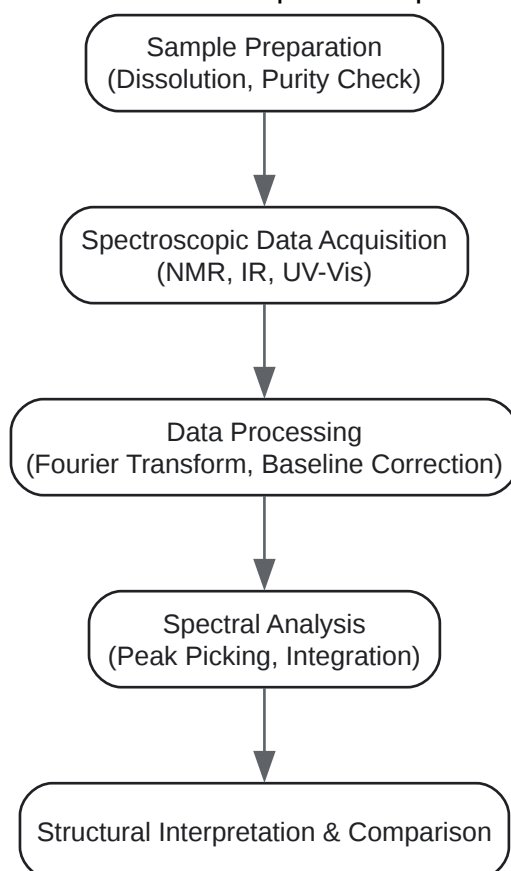 Sample Preparation
(Dissolution, Purity Check)
Spectroscopic Data Acquisition
(NMR, IR, UV-Vis)
Data Processing
(Fourier Transform, Baseline Correction)
Spectral Analysis
(Peak Picking, Integration)
Structural Interpretation & Comparison